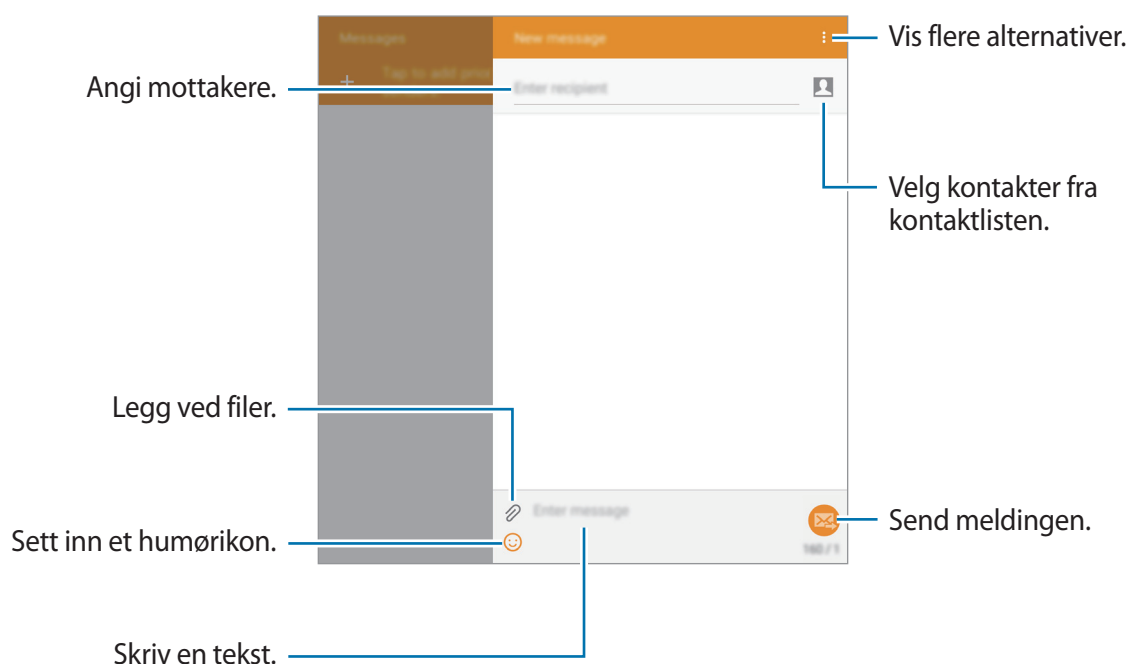 Messages
New message
Vis flere alternativer.
Tap to add prior
Angi mottakere.
Enter recipient
Velg kontakter fra
kontaktlisten.
Legg ved filer.
Enter message
Send meldingen.
Sett inn et humørikon.
160 / 1
Skriv en tekst.